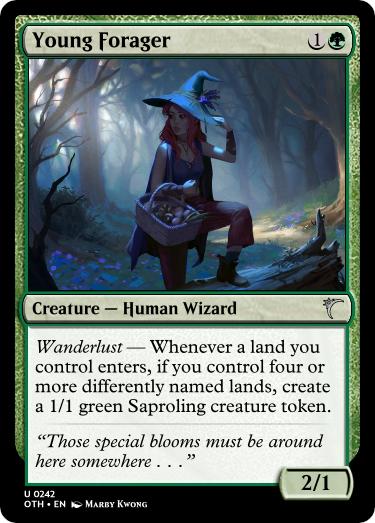 Young Forager 1
Creature — Human Wizard
Wanderlust — Whenever a land you
control enters, if you control four or
more differently named lands, create
a 1/1 green Saproling creature token.
“Those special blooms must be around
here somewhere . . .”
2/1
U 0242
OTH • EN Marby Kwong